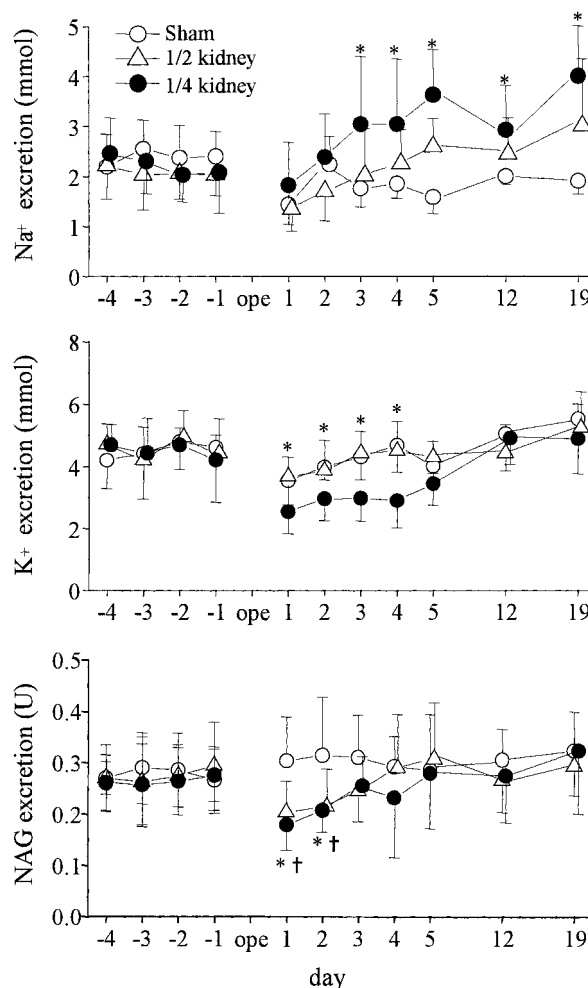 Na⁺ excretion (mmol)
5
4
3
2
1
0
Sham
1/2 kidney
1/4 kidney
* * * * *
-4 -3 -2 -1 ope 1 2 3 4 5 12 19
K⁺ excretion (mmol)
8
6
4
2
0
* * * *
-4 -3 -2 -1 ope 1 2 3 4 5 12 19
NAG excretion (U)
0.5
0.4
0.3
0.2
0.1
0.0
*† *†
-4 -3 -2 -1 ope 1 2 3 4 5 12 19
day